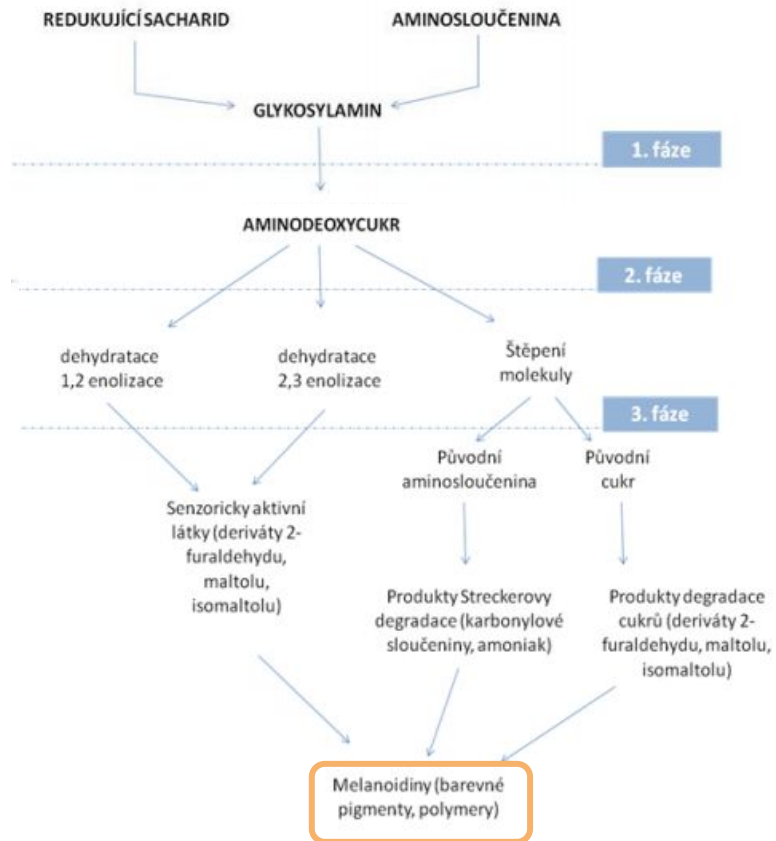 REDUKUJÍCÍ SACHARID
AMINOSLOUČENINA
GLYKOSYLAMIN
1. fáze
AMINODEOXYCUKR
2. fáze
dehydratace
1,2 enolizace
dehydratace
2,3 enolizace
Štěpení
molekuly
3. fáze
Původní
aminosloučenina
Původní
cukr
Senzoricky aktivní
látky (deriváty 2-
furaldehydu,
maltolu,
isomaltolu)
Produkty Streckerovy
degradace (karbonylové
sloučeniny, amoniak)
Produkty degradace
cukrů (deriváty 2-
furaldehydu, maltolu,
isomaltolu)
Melanoidiny (barevné
pigmenty, polymery)